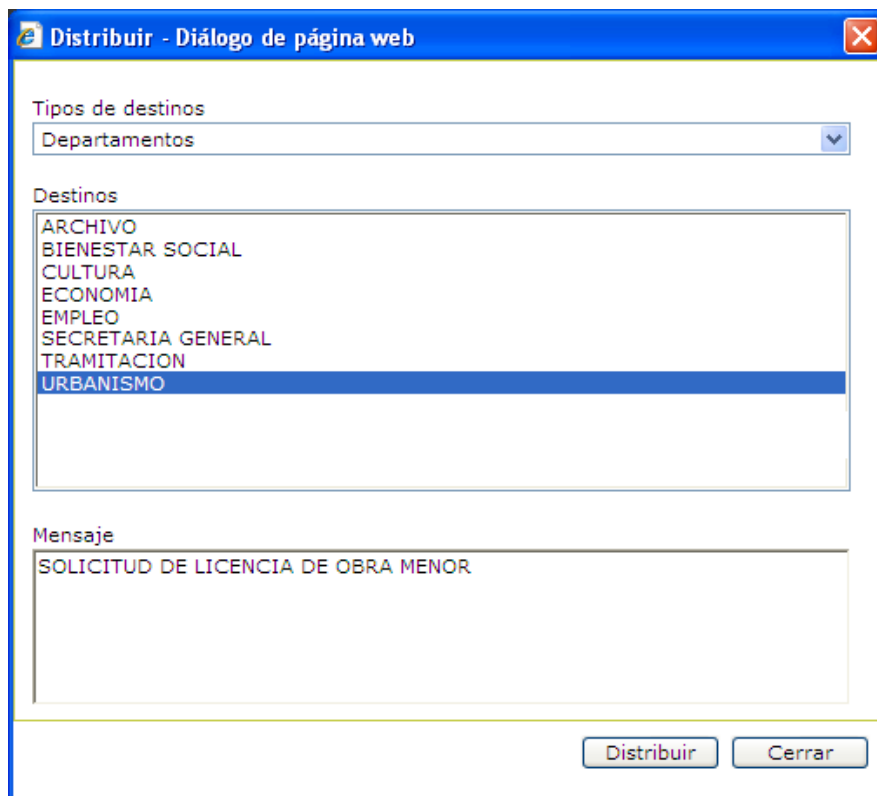 Distribuir - Diálogo de página web
Tipos de destinos
Departamentos
Destinos
ARCHIVO
BIENESTAR SOCIAL
CULTURA
ECONOMIA
EMPLEO
SECRETARIA GENERAL
TRAMITACION
URBANISMO
Mensaje
SOLICITUD DE LICENCIA DE OBRA MENOR
Distribuir Cerrar